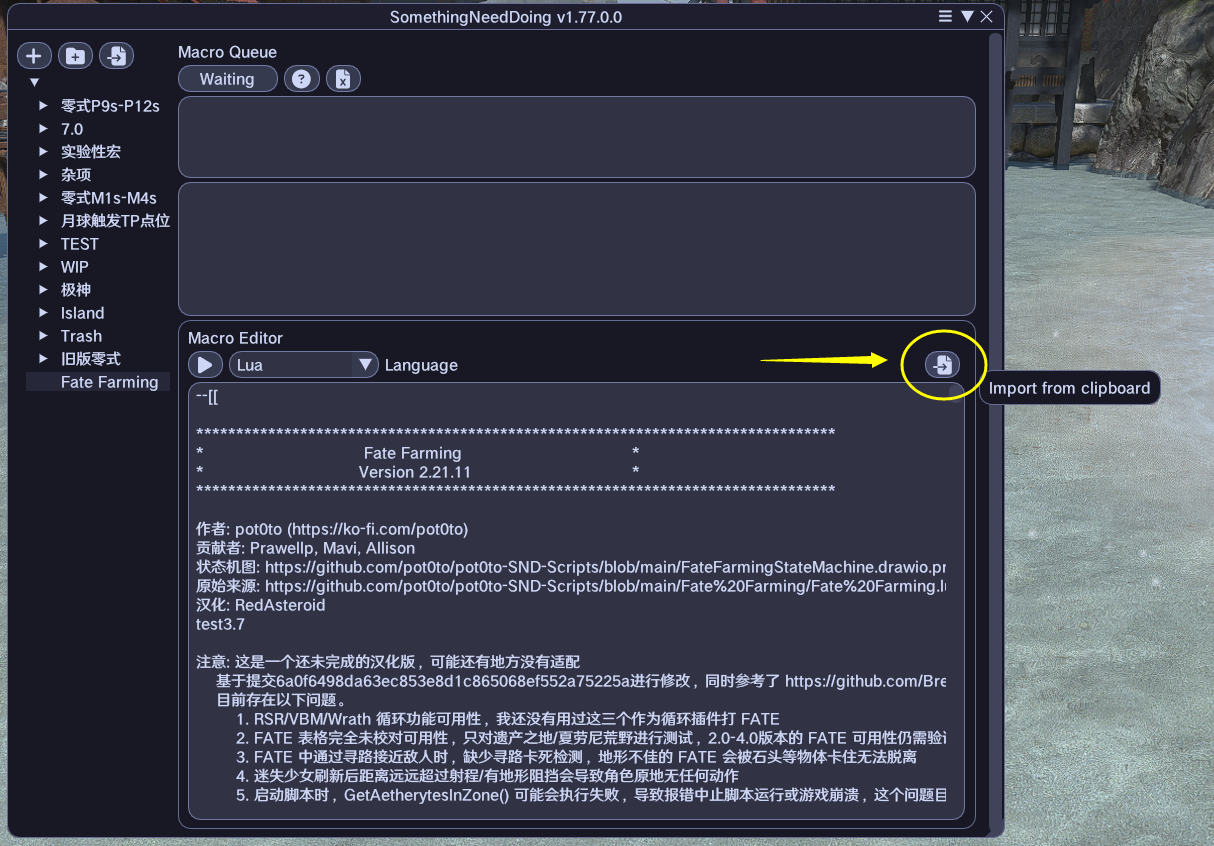 SomethingNeedDoing v1.77.0.0
零式P9s-P12s
7.0
实验性宏
杂项
零式M1s-M4s
月球触发TP点位
TEST
WIP
极神
Island
Trash
旧版零式
Fate Farming
Macro Queue
Waiting
Macro Editor
Lua
Language
Import from clipboard
--[[
********************************************************************************
* Fate Farming *
* Version 2.21.11 *
********************************************************************************
作者: pot0to (https://ko-fi.com/pot0to)
贡献者: Prawellp, Mavi, Allison
状态机图: https://github.com/pot0to/pot0to-SND-Scripts/blob/main/FateFarmingStateMachine.drawio.pr
原始来源: https://github.com/pot0to/pot0to-SND-Scripts/blob/main/Fate%20Farming/Fate%20Farming.lu
汉化: RedAsteroid
test3.7
注意: 这是一个还未完成的汉化版，可能还有地方没有适配
基于提交6a0f6498da63ec853e8d1c865068ef552a75225a进行修改，同时参考了 https://github.com/Bre
目前存在以下问题。
1. RSR/VBM/Wrath 循环功能可用性，我还没有用过这三个作为循环插件打 FATE
2. FATE 表格完全未校对可用性，只对遗产之地/夏劳尼荒野进行测试，2.0-4.0版本的 FATE 可用性仍需验证
3. FATE 中通过寻路接近敌人时，缺少寻路卡死检测，地形不佳的 FATE 会被石头等物体卡住无法脱离
4. 迷失少女刷新后距离远远超过射程/有地形阻挡会导致角色原地无任何动作
5. 启动脚本时，GetAetherytesInZone() 可能会执行失败，导致报错中止脚本运行或游戏崩溃，这个问题目